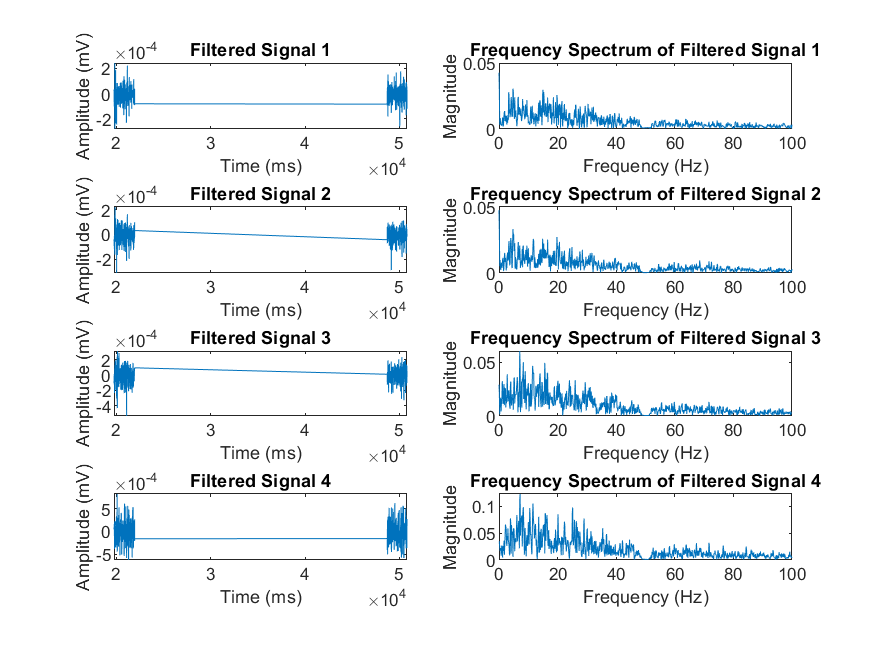 Filtered Signal 1
×10-4
Amplitude (mV)
2
0
-2
2 3 4 5
Time (ms)
×10⁴
Frequency Spectrum of Filtered Signal 1
Magnitude
0.05
0
0 20 40 60 80 100
Frequency (Hz)
Filtered Signal 2
×10-4
Amplitude (mV)
2
0
-2
2 3 4 5
Time (ms)
×10⁴
Frequency Spectrum of Filtered Signal 2
Magnitude
0.05
0
0 20 40 60 80 100
Frequency (Hz)
Filtered Signal 3
×10-4
Amplitude (mV)
2
0
-2
-4
2 3 4 5
Time (ms)
×10⁴
Frequency Spectrum of Filtered Signal 3
Magnitude
0.05
0
0 20 40 60 80 100
Frequency (Hz)
Filtered Signal 4
×10-4
Amplitude (mV)
5
0
-5
2 3 4 5
Time (ms)
×10⁴
Frequency Spectrum of Filtered Signal 4
Magnitude
0.1
0.05
0
0 20 40 60 80 100
Frequency (Hz)